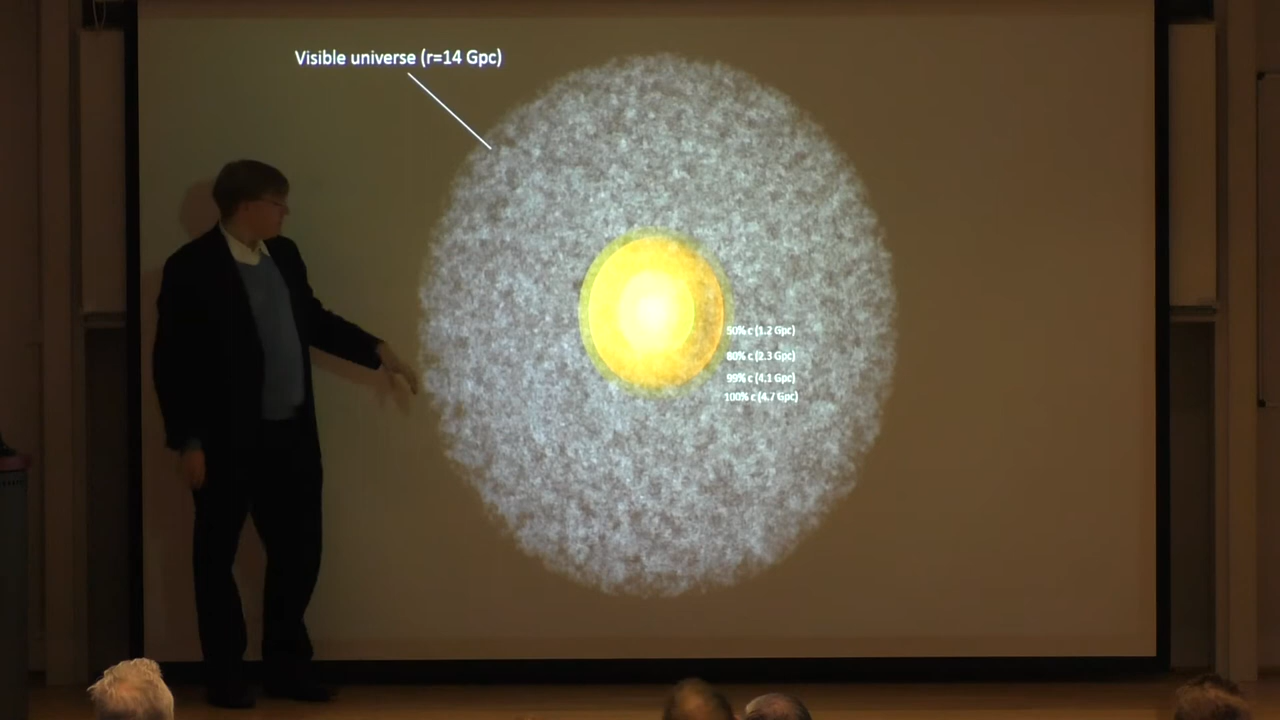 Visible universe (r=14 Gpc)
50% c (1.2 Gpc)
80% c (2.3 Gpc)
99% c (4.1 Gpc)
100% c (4.7 Gpc)